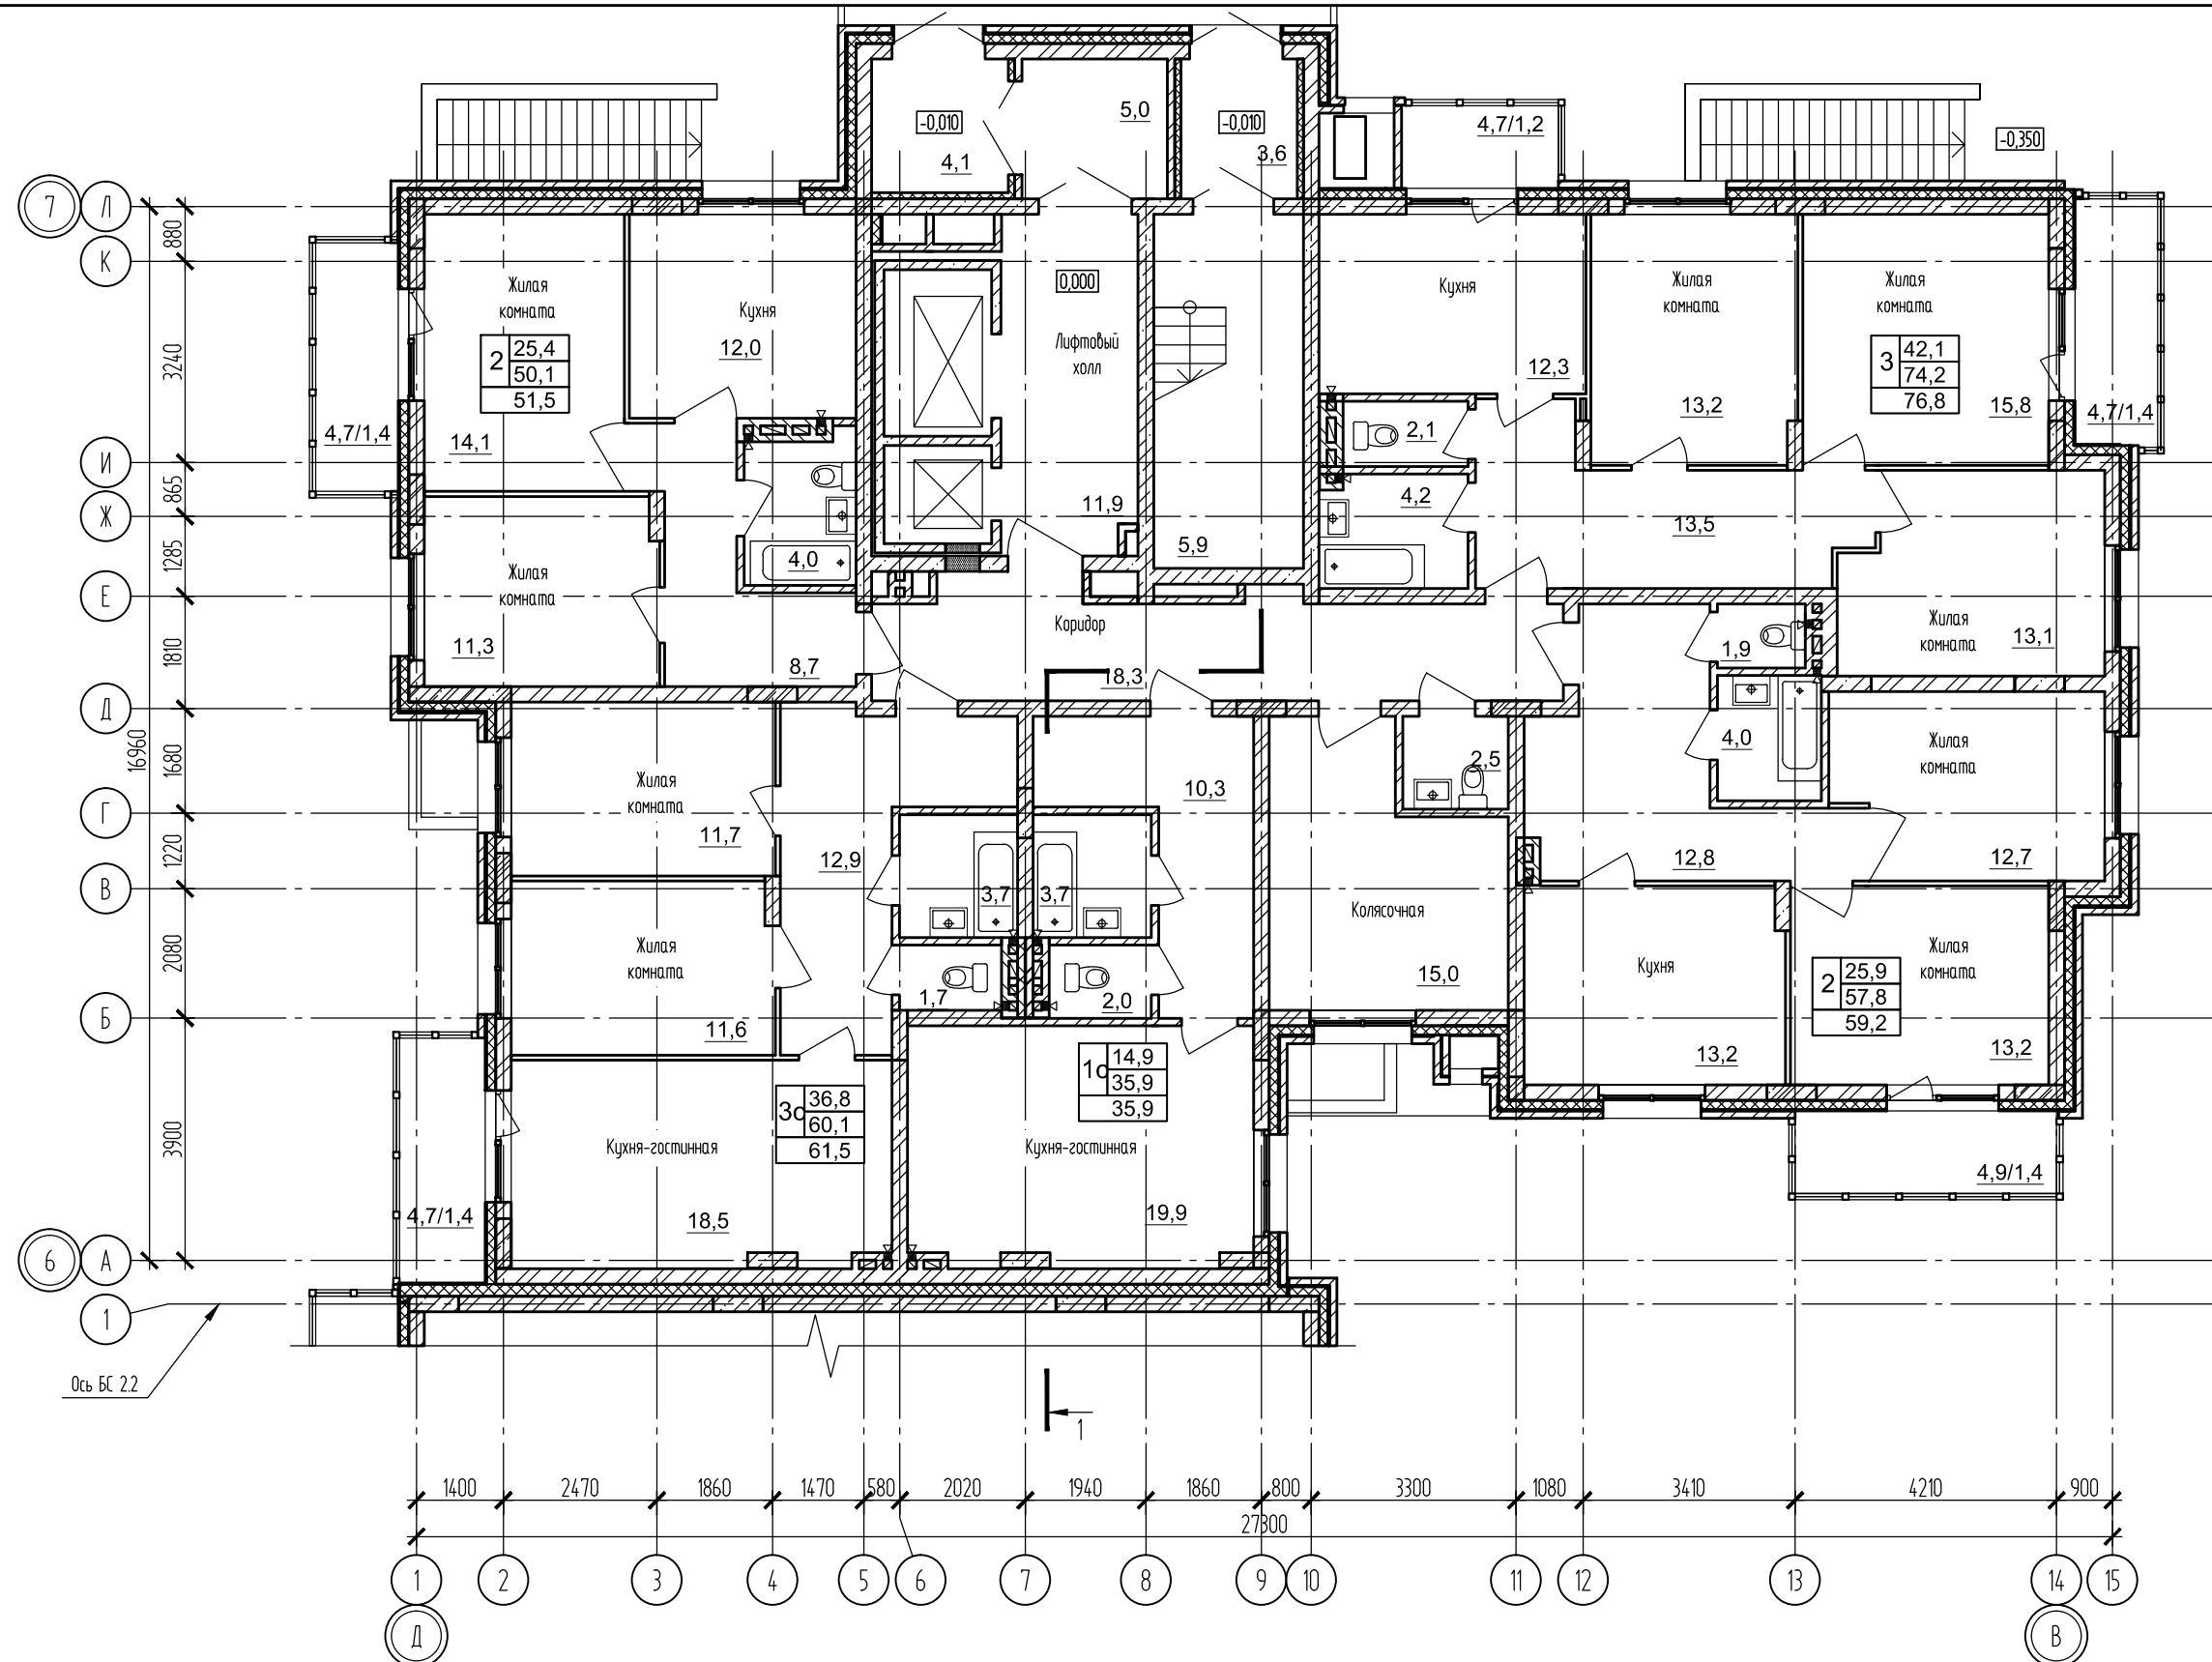 -0,010
5,0
-0,010
4,7/1,2
-0,350
4,1
3,6
7
Л
880
К
Жилая
комната
Кухня
0,000
Кухня
Жилая
комната
Жилая
комната
3240
2
25,4
50,1
51,5
12,0
Лифтовый
холл
12,3
3
42,1
74,2
76,8
13,2
15,8
4,7/1,4
4,7/1,4
14,1
2,1
И
865
4,2
11,9
13,5
Ж
1285
5,9
4,0
Жилая
комната
Е
Коридор
Жилая
комната
13,1
1810
11,3
8,7
18,3
1,9
Д
16960
1680
Жилая
комната
10,3
2,5
4,0
Жилая
комната
Г
11,7
1220
12,9
12,8
12,7
В
3,7
3,7
Колясочная
2080
Жилая
комната
15,0
Кухня
Жилая
комната
2
25,9
57,8
59,2
1,7
2,0
Б
11,6
13,2
13,2
1с
14,9
35,9
35,9
3с
36,8
60,1
61,5
3900
Кухня-гостинная
Кухня-гостинная
4,9/1,4
4,7/1,4
18,5
19,9
6
А
1
Ось БС 2.2
1
1400
2470
1860
1470
580
2020
1940
1860
800
3300
1080
3410
4210
900
27300
1
2
3
4
5
6
7
8
9
10
11
12
13
14
15
Д
В